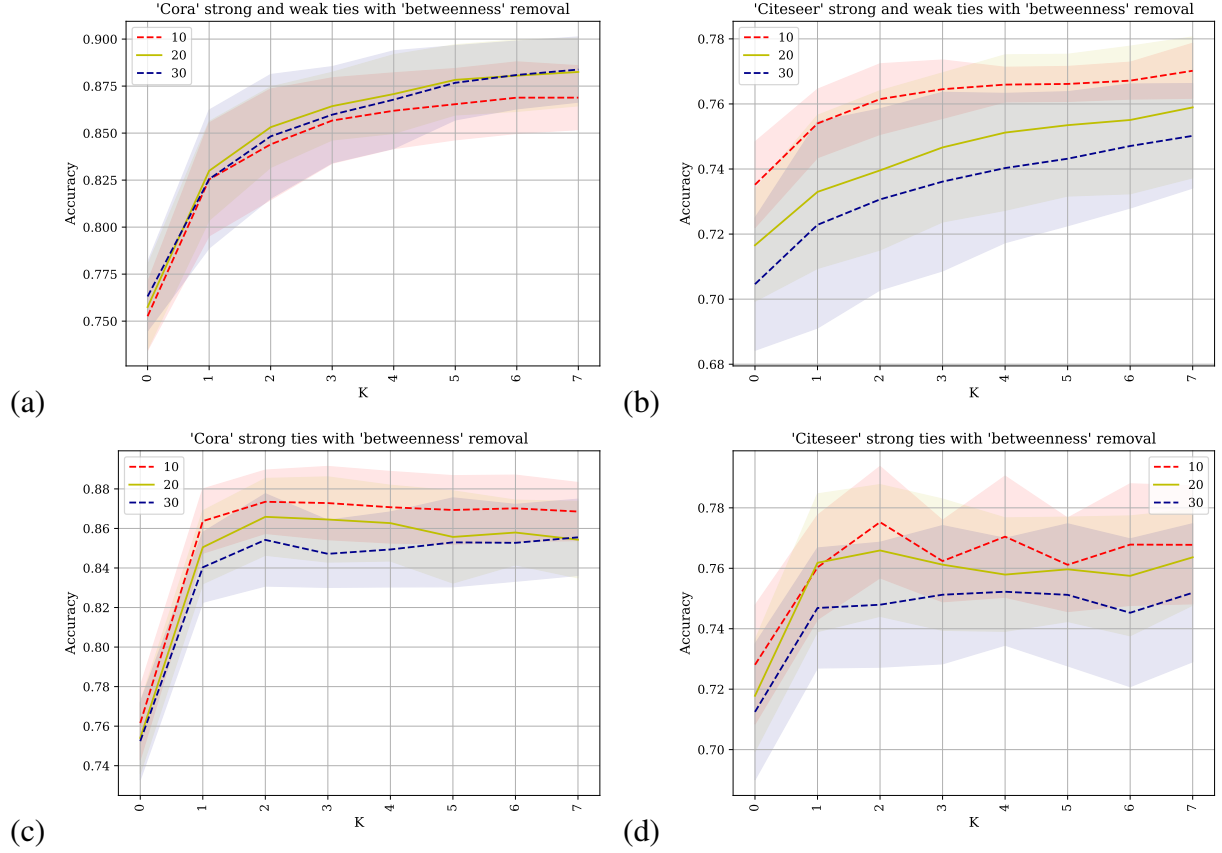 'Cora' strong and weak ties with 'betweenness' removal
10
20
30
0.900
0.875
0.850
0.825
0.800
0.775
0.750
Accuracy
0 1 2 3 4 5 6 7
K
(a)
'Citeseer' strong and weak ties with 'betweenness' removal
10
20
30
0.78
0.76
0.74
0.72
0.70
0.68
Accuracy
0 1 2 3 4 5 6 7
K
(b)
'Cora' strong ties with 'betweenness' removal
10
20
30
0.88
0.86
0.84
0.82
0.80
0.78
0.76
0.74
Accuracy
0 1 2 3 4 5 6 7
K
(c)
'Citeseer' strong ties with 'betweenness' removal
10
20
30
0.78
0.76
0.74
0.72
0.70
Accuracy
0 1 2 3 4 5 6 7
K
(d)